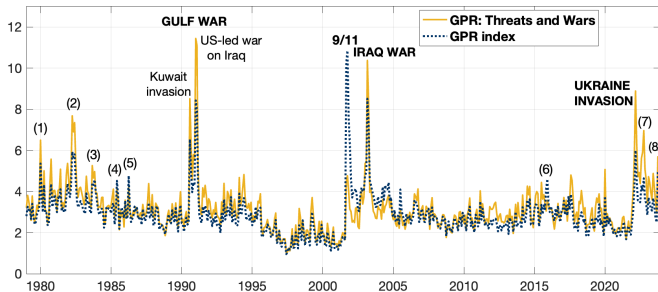 GULF WAR
US-led war
on Iraq
Kuwait
invasion
9/11
IRAQ WAR
GPR: Threats and Wars
GPR index
UKRAINE
INVASION
(1)
(2)
(3)
(4)
(5)
(6)
(7)
(8
12
10
8
6
4
2
0
1980
1985
1990
1995
2000
2005
2010
2015
2020